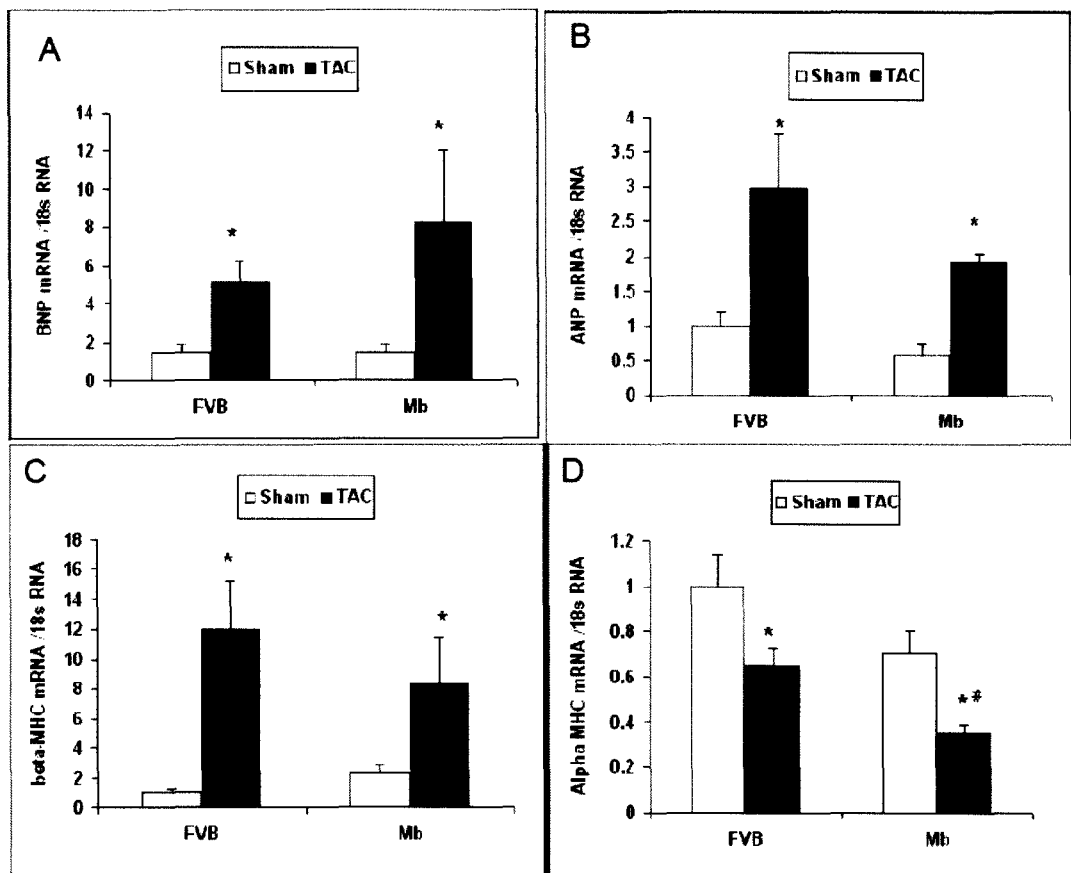 A
Sham TAC
BNP mRNA /18s RNA
14
12
10
8
6
4
2
0
*
*
FVB Mb
B
Sham TAC
ANP mRNA /18s RNA
4
3.5
3
2.5
2
1.5
1
0.5
0
*
*
FVB Mb
C
Sham TAC
beta-MHC mRNA /18s RNA
18
16
14
12
10
8
6
4
2
0
*
*
FVB Mb
D
Sham TAC
Alpha MHC mRNA /18s RNA
1.2
1
0.8
0.6
0.4
0.2
0
*
*#
FVB Mb